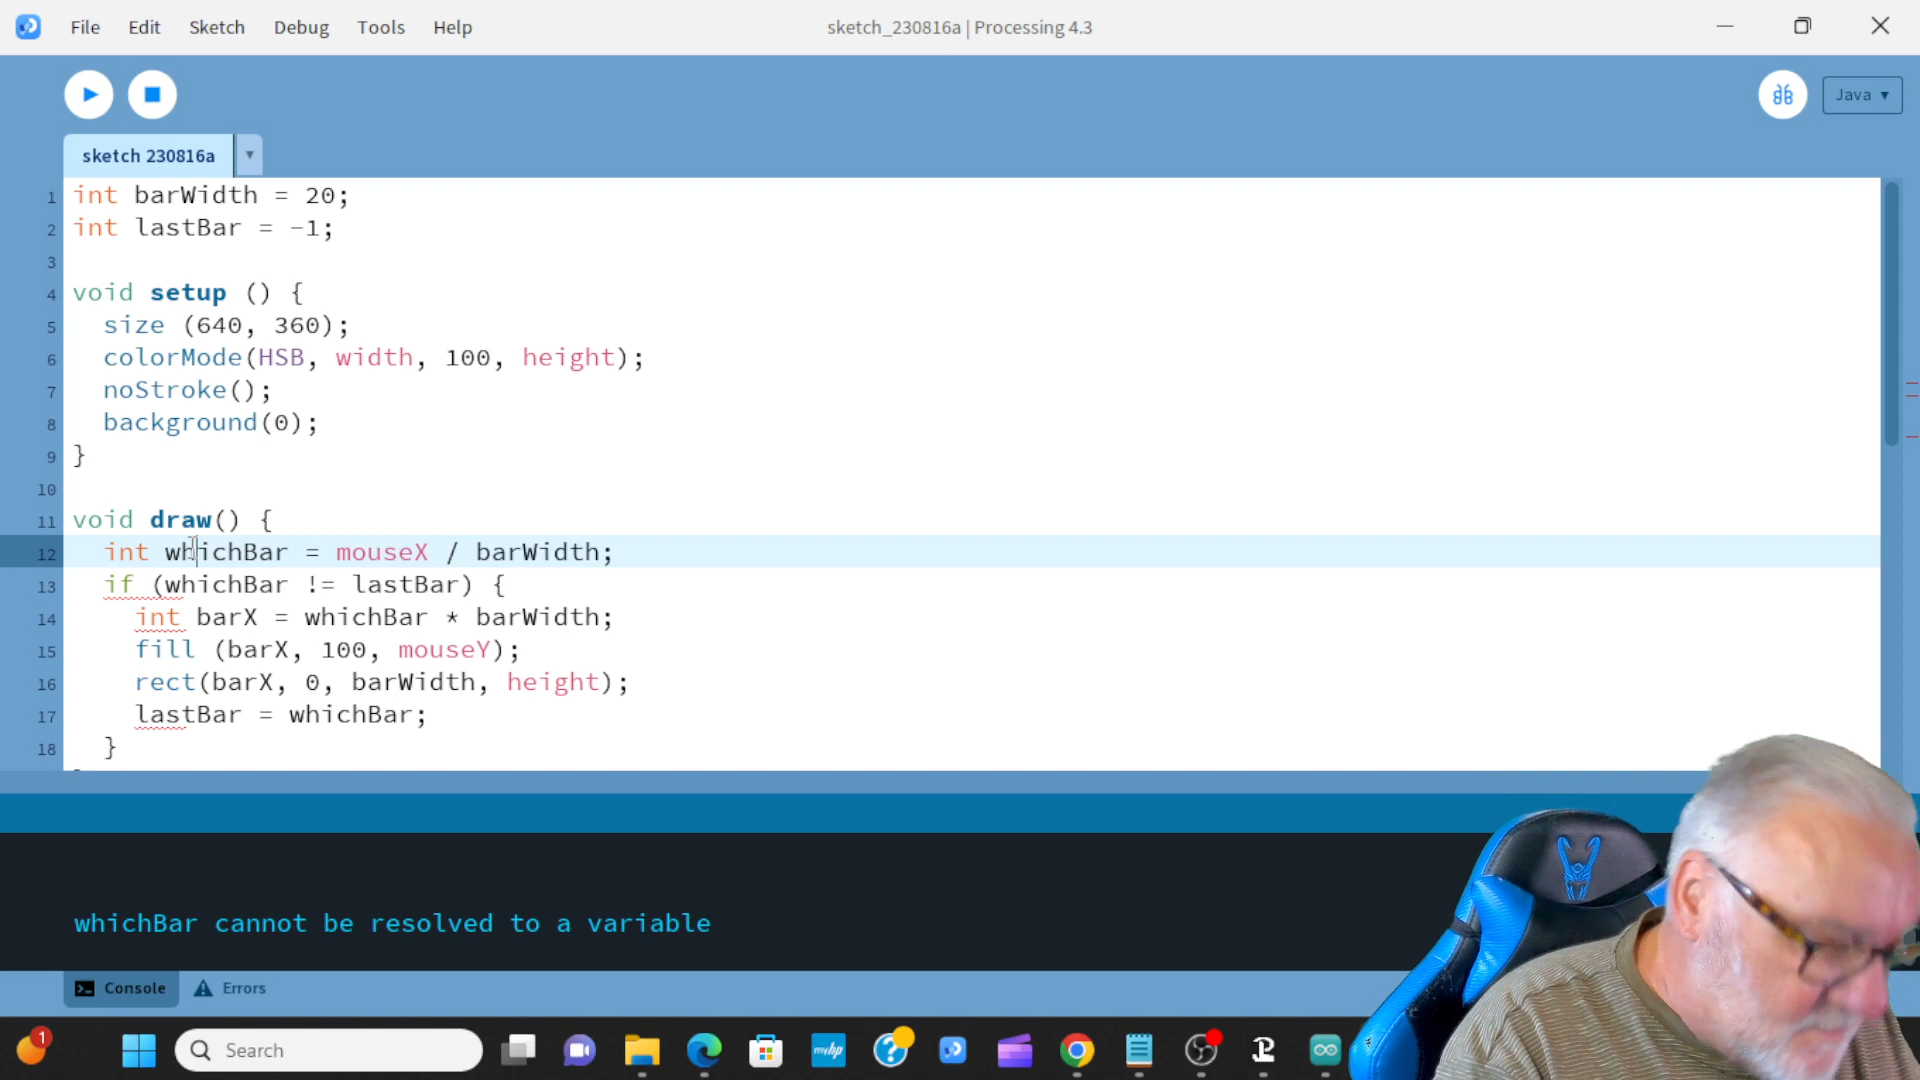 File Edit Sketch Debug Tools Help sketch_230816a | Processing 4.3
Java ▾
sketch 230816a ▾
1 int barWidth = 20;
2 int lastBar = -1;
3
4 void setup () {
5 size (640, 360);
6 colorMode(HSB, width, 100, height);
7 noStroke();
8 background(0);
9 }
10
11 void draw() {
12 int whichBar = mouseX / barWidth;
13 if (whichBar != lastBar) {
14 int barX = whichBar * barWidth;
15 fill (barX, 100, mouseY);
16 rect(barX, 0, barWidth, height);
17 lastBar = whichBar;
18 }
whichBar cannot be resolved to a variable
Console Errors
1 Search myhp